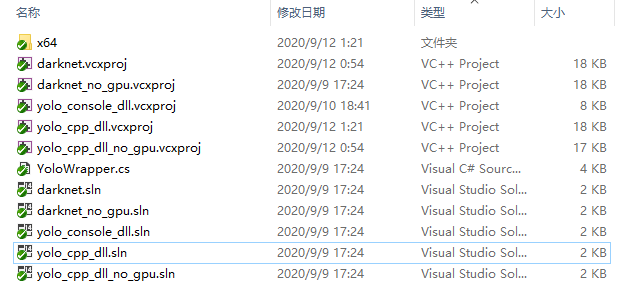 名称 修改日期 类型 大小
x64 2020/9/12 1:21 文件夹
darknet.vcxproj 2020/9/12 0:54 VC++ Project 18 KB
darknet_no_gpu.vcxproj 2020/9/9 17:24 VC++ Project 18 KB
yolo_console_dll.vcxproj 2020/9/10 18:41 VC++ Project 8 KB
yolo_cpp_dll.vcxproj 2020/9/12 1:21 VC++ Project 18 KB
yolo_cpp_dll_no_gpu.vcxproj 2020/9/12 0:54 VC++ Project 17 KB
YoloWrapper.cs 2020/9/9 17:24 Visual C# Sourc... 4 KB
darknet.sln 2020/9/9 17:24 Visual Studio Sol... 2 KB
darknet_no_gpu.sln 2020/9/9 17:24 Visual Studio Sol... 2 KB
yolo_console_dll.sln 2020/9/9 17:24 Visual Studio Sol... 2 KB
yolo_cpp_dll.sln 2020/9/9 17:24 Visual Studio Sol... 2 KB
yolo_cpp_dll_no_gpu.sln 2020/9/9 17:24 Visual Studio Sol... 2 KB